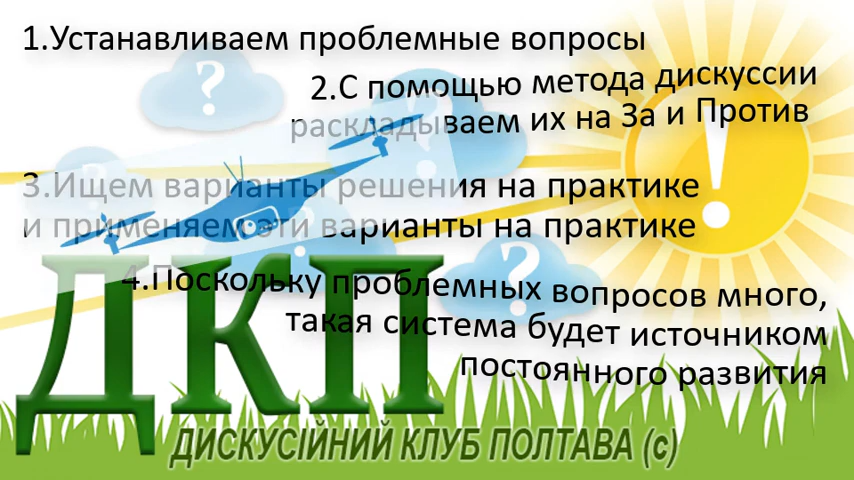 1.Устанавливаем проблемные вопросы
2.С помощью метода дискуссии
раскладываем их на За и Против
3.Ищем варианты решения на практике
и применяем эти варианты на практике
4.Поскольку проблемных вопросов много,
такая система будет источником
постоянного развития
ДКП
ДИСКУСІЙНИЙ КЛУБ ПОЛТАВА (с)